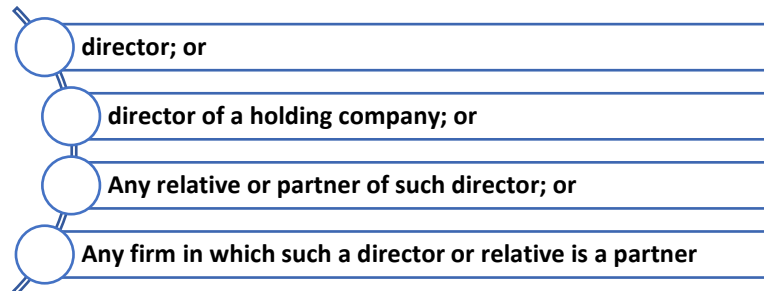 director; or
director of a holding company; or
Any relative or partner of such director; or
Any firm in which such a director or relative is a partner